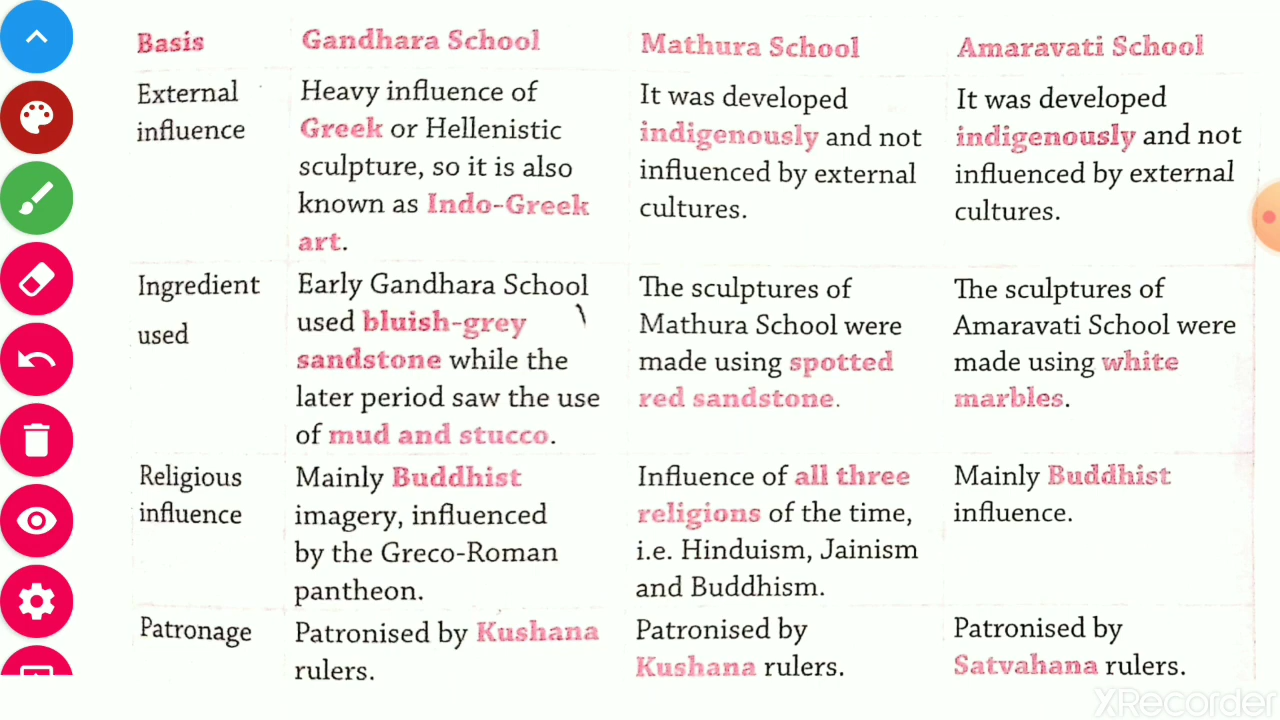 Basis
Gandhara School
Mathura School
Amaravati School
External
influence
Heavy influence of
Greek or Hellenistic
sculpture, so it is also
known as Indo-Greek
art.
It was developed
indigenously and not
influenced by external
cultures.
It was developed
indigenously and not
influenced by external
cultures.
Ingredient
used
Early Gandhara School
used bluish-grey
sandstone while the
later period saw the use
of mud and stucco.
The sculptures of
Mathura School were
made using spotted
red sandstone.
The sculptures of
Amaravati School were
made using white
marbles.
Religious
influence
Mainly Buddhist
imagery, influenced
by the Greco-Roman
pantheon.
Influence of all three
religions of the time,
i.e. Hinduism, Jainism
and Buddhism.
Mainly Buddhist
influence.
Patronage
Patronised by Kushana
rulers.
Patronised by
Kushana rulers.
Patronised by
Satvahana rulers.
XRecorder